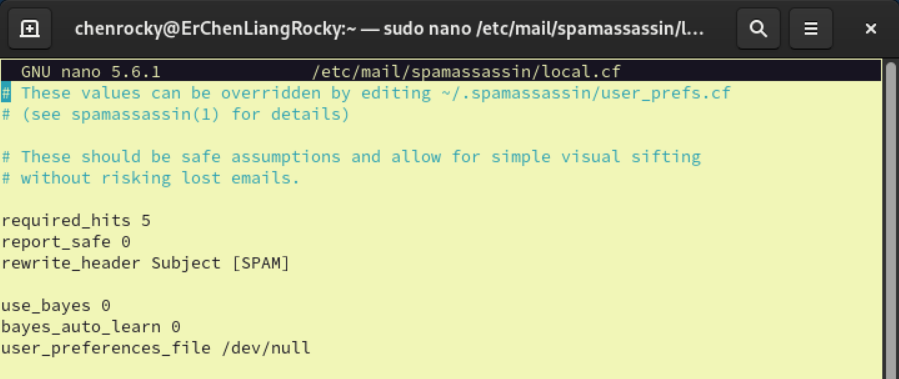 chenrocky@ErChenLiangRocky:~ — sudo nano /etc/mail/spamassassin/l...
GNU nano 5.6.1 /etc/mail/spamassassin/local.cf
# These values can be overridden by editing ~/.spamassassin/user_prefs.cf
# (see spamassassin(1) for details)
# These should be safe assumptions and allow for simple visual sifting
# without risking lost emails.
required_hits 5
report_safe 0
rewrite_header Subject [SPAM]
use_bayes 0
bayes_auto_learn 0
user_preferences_file /dev/null